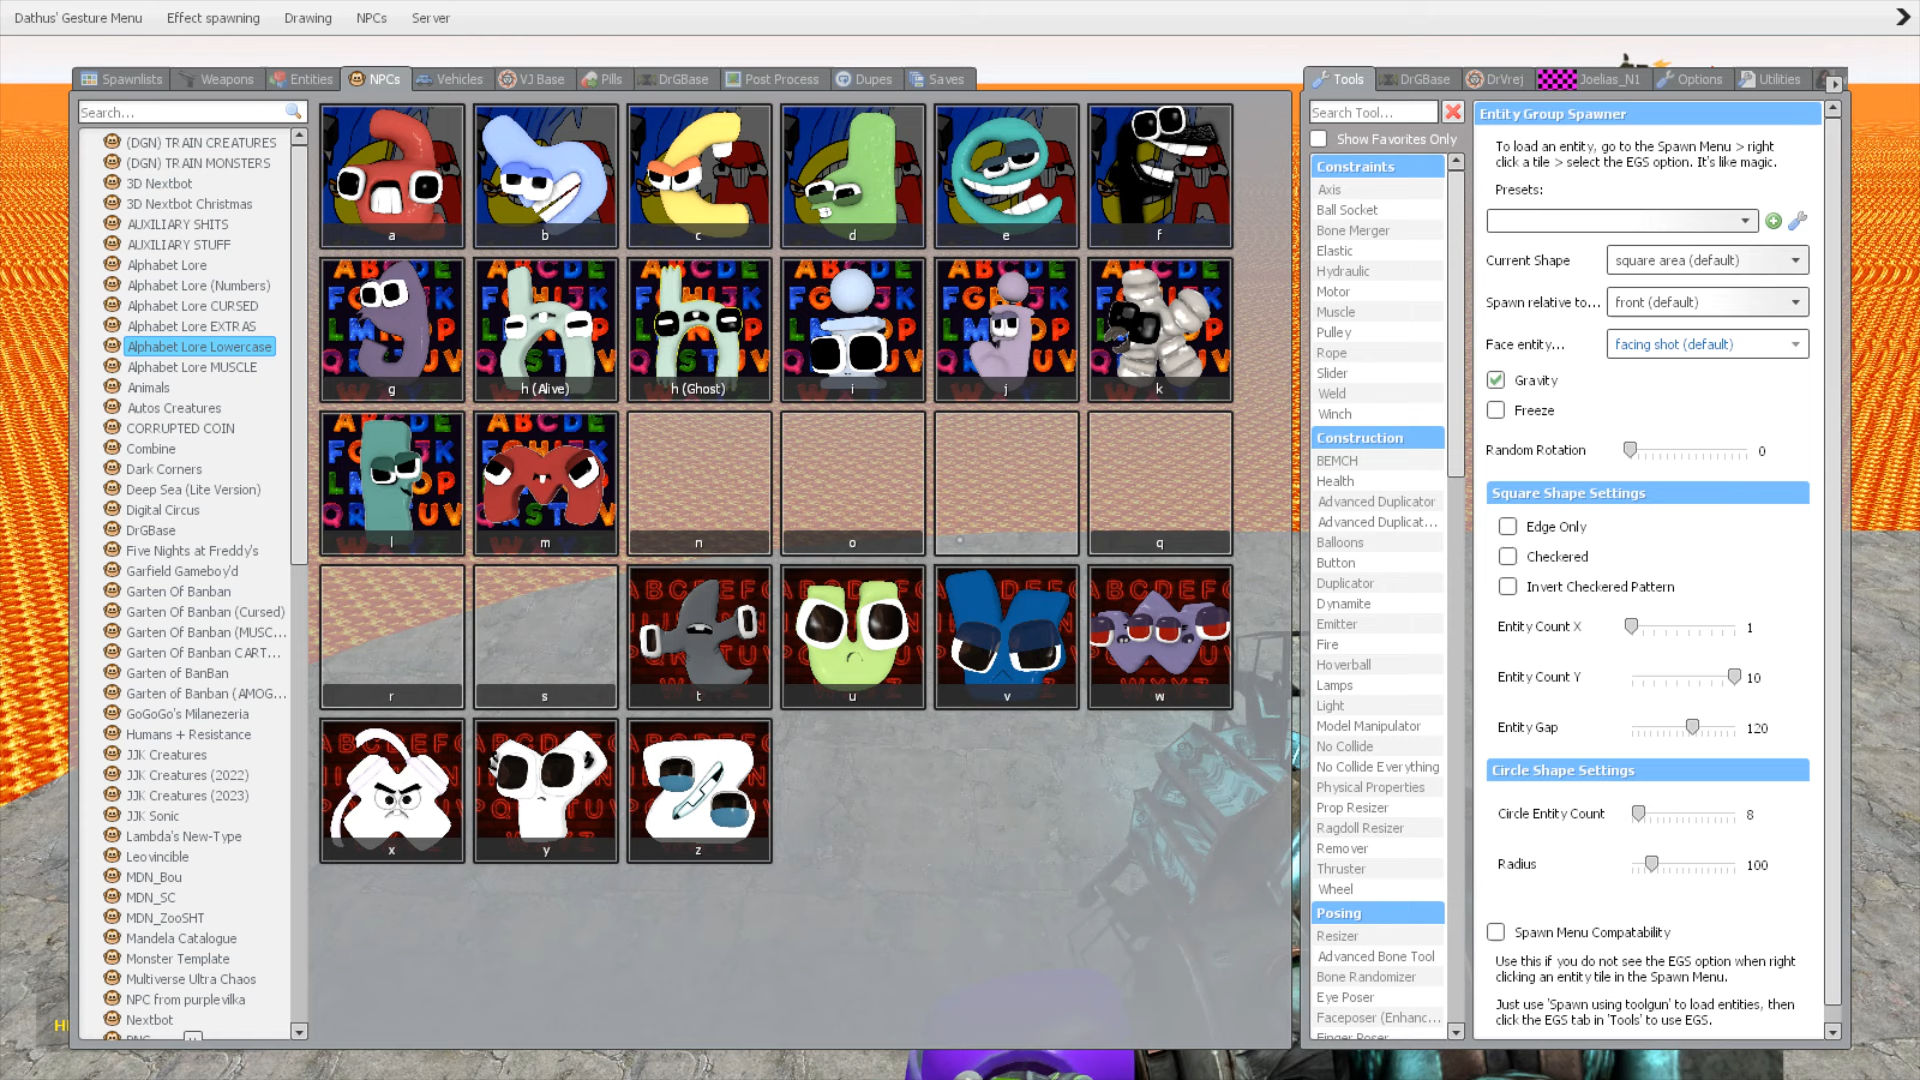 Dathus' Gesture Menu Effect spawning Drawing NPCs Server
Spawnlists Weapons Entities NPCs Vehicles VJ Base Pills DrGBase Post Process Dupes Saves
Search...
(DGN) TRAIN CREATURES
(DGN) TRAIN MONSTERS
3D Nextbot
3D Nextbot Christmas
AUXILIARY SHITS
AUXILIARY STUFF
Alphabet Lore
Alphabet Lore (Numbers)
Alphabet Lore CURSED
Alphabet Lore EXTRAS
Alphabet Lore Lowercase
Alphabet Lore MUSCLE
Animals
Autos Creatures
CORRUPTED COIN
Combine
Dark Corners
Deep Sea (Lite Version)
Digital Circus
DrGBase
Five Nights at Freddy's
Garfield Gameboy'd
Garten Of Banban
Garten Of Banban (Cursed)
Garten Of Banban (MUSC...
Garten Of Banban CART...
Garten of BanBan
Garten of Banban (AMOG...
GoGoGo's Milanezeria
Humans + Resistance
JJK Creatures
JJK Creatures (2022)
JJK Creatures (2023)
JJK Sonic
Lambda's New-Type
Leovincible
MDN_Bou
MDN_SC
MDN_ZooSHT
Mandela Catalogue
Monster Template
Multiverse Ultra Chaos
NPC from purplevilka
Nextbot
a b c d e f
g h (Alive) h (Ghost) i j k
l m n o q
r s t u v w
x y z
Tools DrGBase DrVrej Joelias_N1 Options Utilities
Search Tool...
Show Favorites Only
Constraints
Axis
Ball Socket
Bone Merger
Elastic
Hydraulic
Motor
Muscle
Pulley
Rope
Slider
Weld
Winch
Construction
BEMCH
Health
Advanced Duplicator
Advanced Duplicat...
Balloons
Button
Duplicator
Dynamite
Emitter
Fire
Hoverball
Lamps
Light
Model Manipulator
No Collide
No Collide Everything
Physical Properties
Prop Resizer
Ragdoll Resizer
Remover
Thruster
Wheel
Posing
Resizer
Advanced Bone Tool
Bone Randomizer
Eye Poser
Faceposer (Enhanc...
Finger Poser
Entity Group Spawner
To load an entity, go to the Spawn Menu > right
click a tile > select the EGS option. It's like magic.
Presets:
Current Shape square area (default)
Spawn relative to... front (default)
Face entity... facing shot (default)
Gravity
Freeze
Random Rotation 0
Square Shape Settings
Edge Only
Checkered
Invert Checkered Pattern
Entity Count X 1
Entity Count Y 10
Entity Gap 120
Circle Shape Settings
Circle Entity Count 8
Radius 100
Spawn Menu Compatability
Use this if you do not see the EGS option when right
clicking an entity tile in the Spawn Menu.
Just use 'Spawn using toolgun' to load entities, then
click the EGS tab in 'Tools' to use EGS.